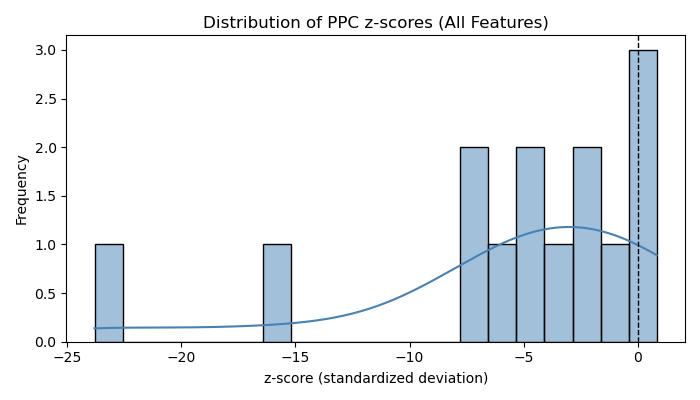 Distribution of PPC z-scores (All Features)
Frequency
3.0
2.5
2.0
1.5
1.0
0.5
0.0
−25 −20 −15 −10 −5 0
z-score (standardized deviation)